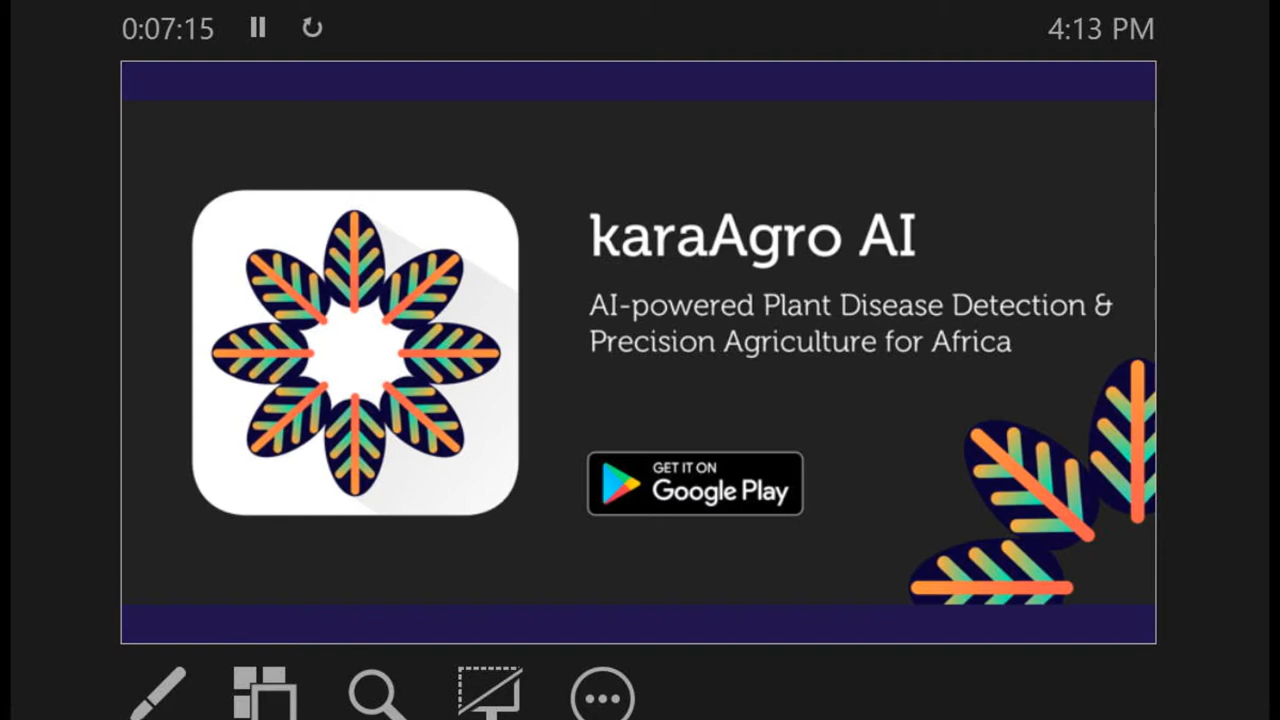 0:07:15
4:13 PM
karaAgro AI
AI-powered Plant Disease Detection &
Precision Agriculture for Africa
GET IT ON
Google Play